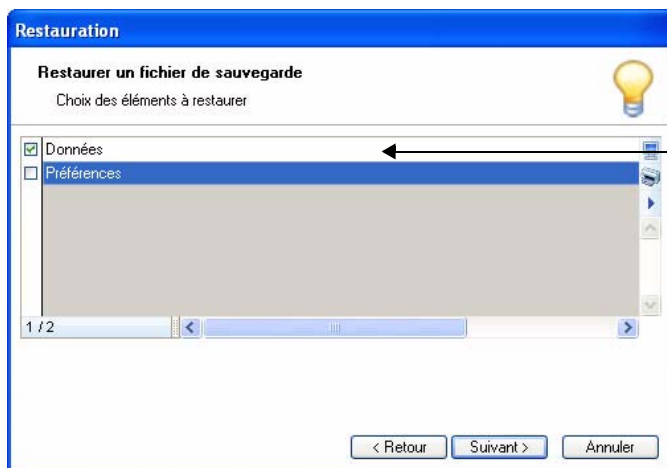 Restauration
Restaurer un fichier de sauvegarde
Choix des éléments à restaurer
Données
Préférences
1 / 2
< Retour
Suivant >
Annuler